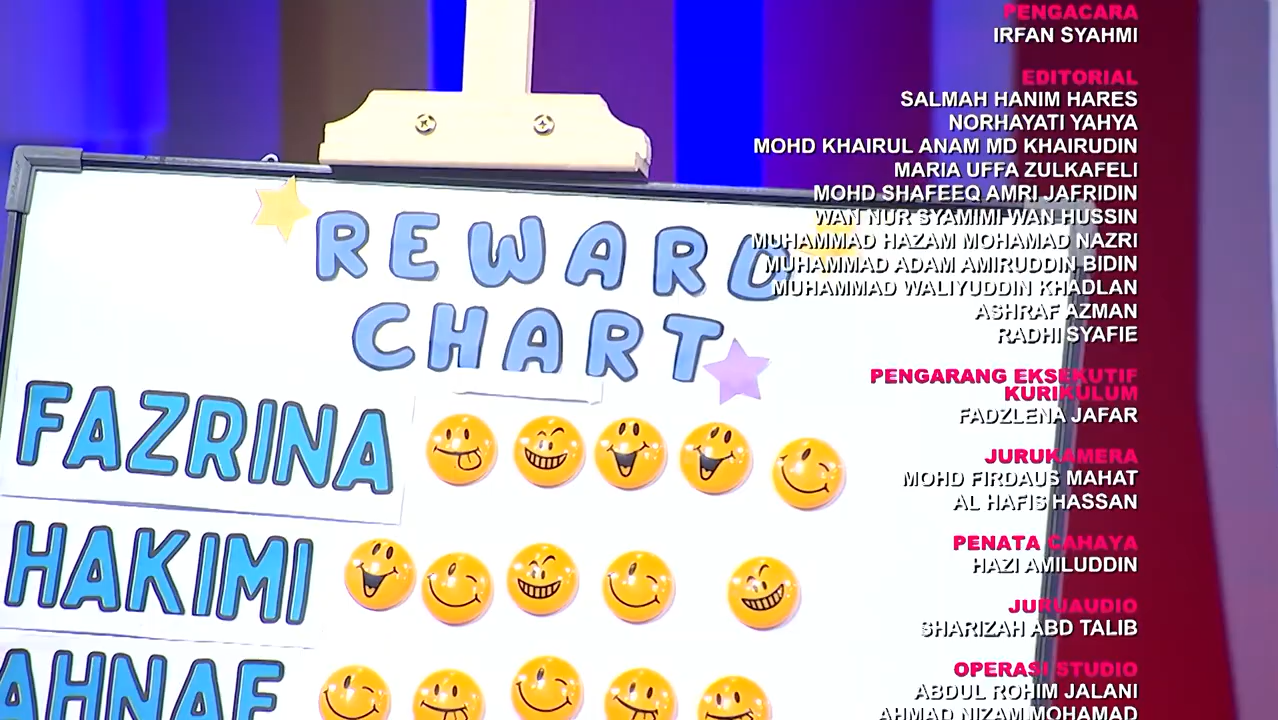 REWARD
CHART
FAZRINA
HAKIMI
AHNAF
PENGACARA
IRFAN SYAHMI
EDITORIAL
SALMAH HANIM HARES
NORHAYATI YAHYA
MOHD KHAIRUL ANAM MD KHAIRUDIN
MARIA UFFA ZULKAFELI
MOHD SHAFEEQ AMRI JAFRIDIN
WAN NUR SYAMIMI WAN HUSSIN
MUHAMMAD HAZAM MOHAMAD NAZRI
MUHAMMAD ADAM AMIRUDDIN BIDIN
MUHAMMAD WALIYUDDIN KHADLAN
ASHRAF AZMAN
RADHI SYAFIE
PENGARANG EKSEKUTIF
KURIKULUM
FADZLENA JAFAR
JURUKAMERA
MOHD FIRDAUS MAHAT
AL HAFIS HASSAN
PENATA CAHAYA
HAZI AMILUDDIN
JURUAUDIO
SHARIZAH ABD TALIB
OPERASI STUDIO
ABDUL ROHIM JALANI
AHMAD NIZAM MOHAMAD